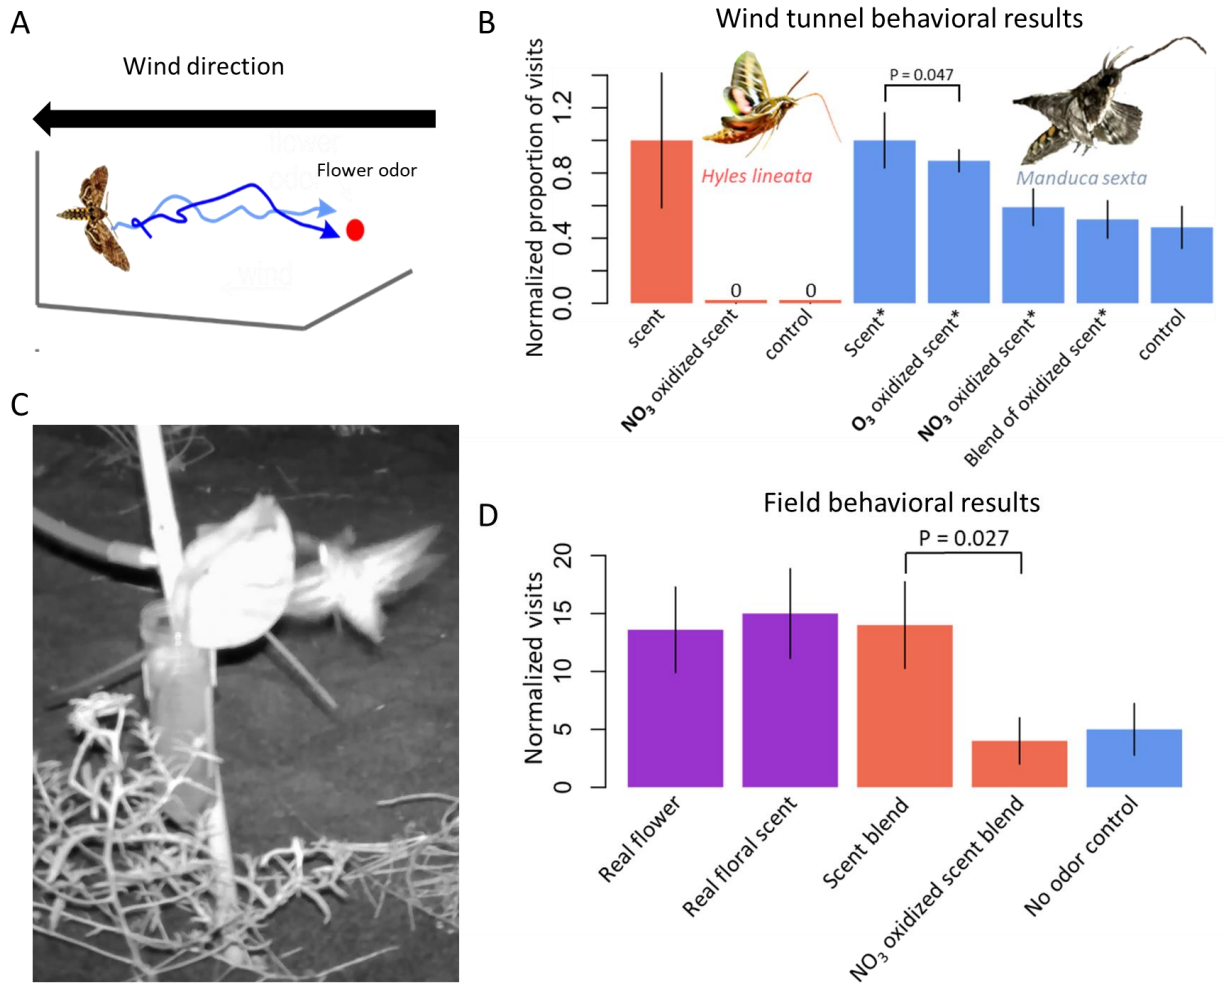 A
Wind direction
Flower odor
flower
odor
wind
B
Wind tunnel behavioral results
Normalized proportion of visits
0.0
0.4
0.8
1.2
P = 0.047
Hyles lineata
Manduca sexta
0
0
scent
NO3 oxidized scent
control
Scent*
O3 oxidized scent*
NO3 oxidized scent*
Blend of oxidized scent*
control
C
D
Field behavioral results
P = 0.027
Normalized visits
0
5
10
15
20
Real flower
Real floral scent
Scent blend
NO3 oxidized scent blend
No odor control